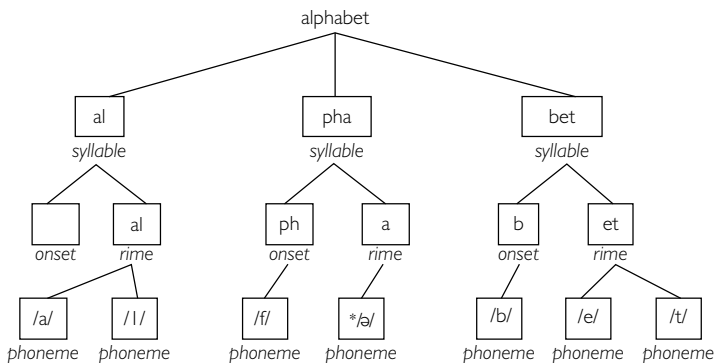 alphabet
al pha bet
syllable syllable syllable
al ph a b et
onset rime onset rime onset rime
/a/ /l/ /f/ */ə/ /b/ /e/ /t/
phoneme phoneme phoneme phoneme phoneme phoneme phoneme